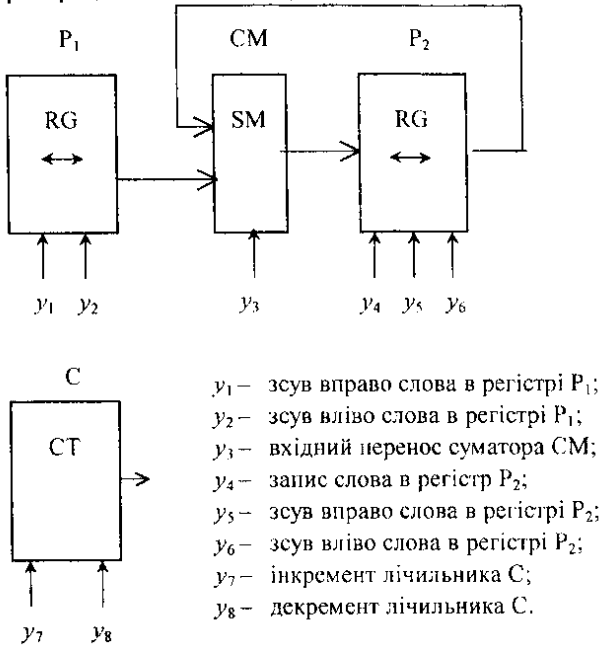 P₁ CM P₂
RG SM RG
y₁ y₂ y₃ y₄ y₅ y₆
C
CT
y₇ y₈
y₁ – зсув вправо слова в регістрі P₁;
y₂ – зсув вліво слова в регістрі P₁;
y₃ – вхідний перенос суматора СМ;
y₄ – запис слова в регістр P₂;
y₅ – зсув вправо слова в регістрі P₂;
y₆ – зсув вліво слова в регістрі P₂;
y₇ – інкремент лічильника С;
y₈ – декремент лічильника С.